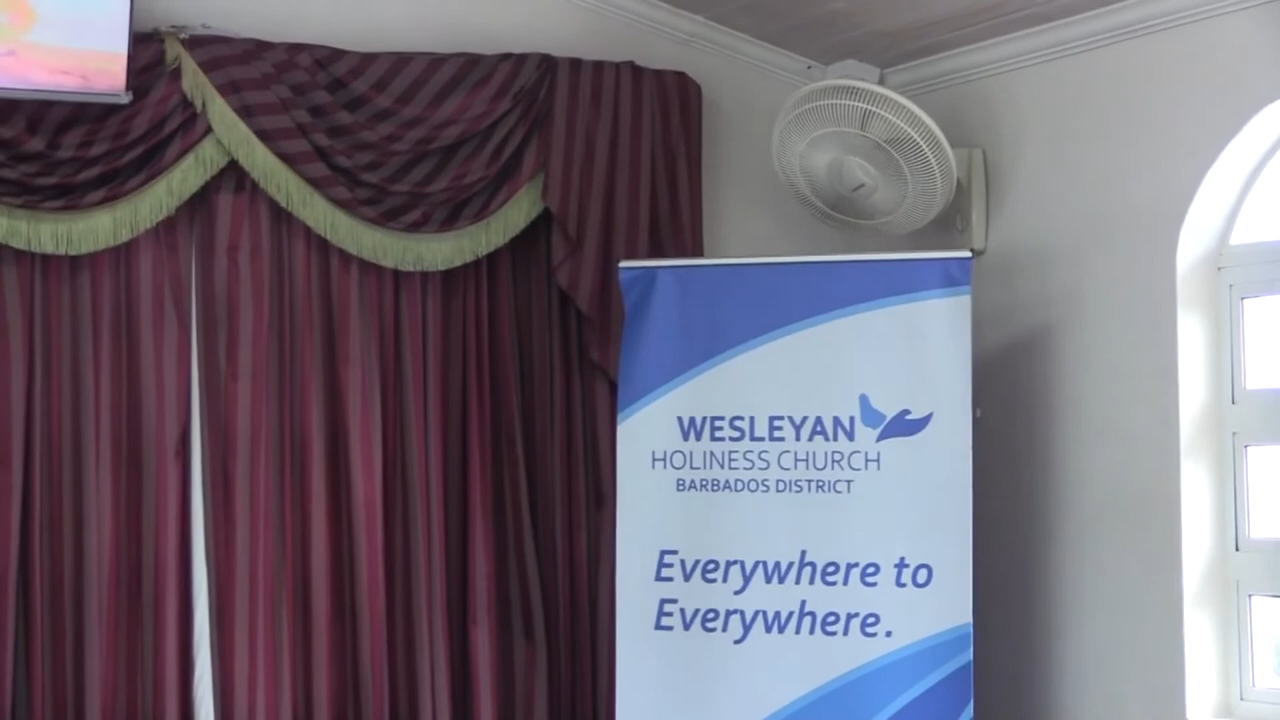 WESLEYAN
HOLINESS CHURCH
BARBADOS DISTRICT
Everywhere to
Everywhere.